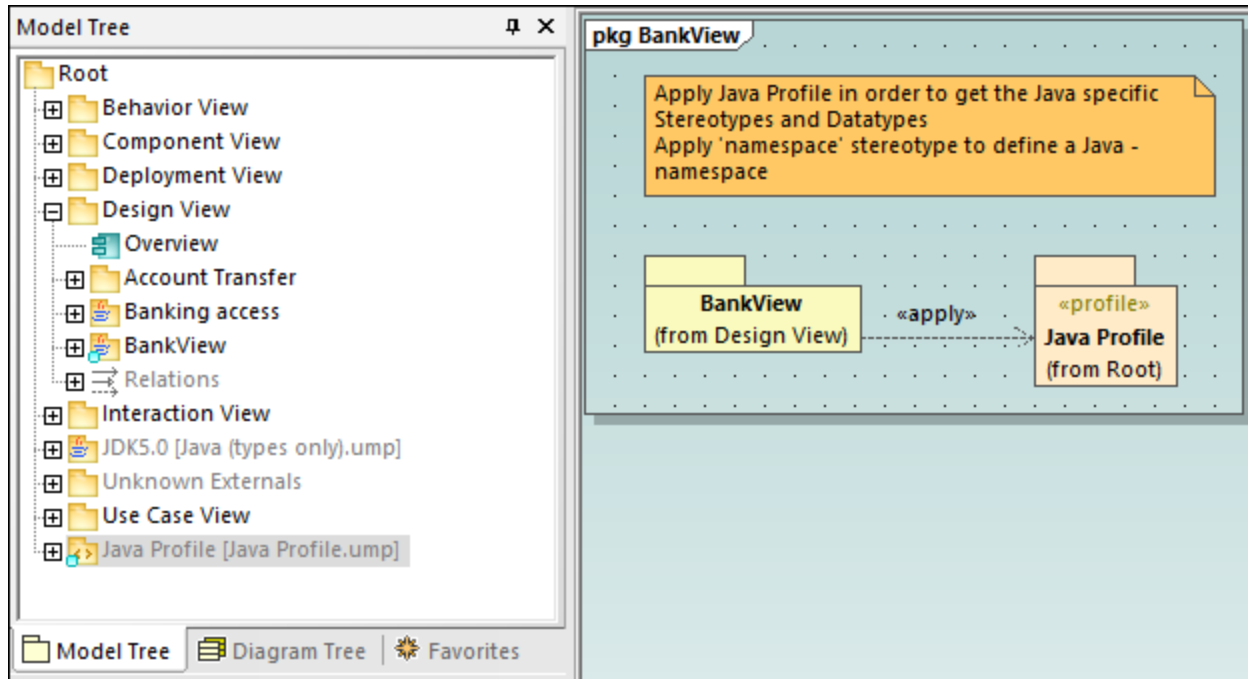 Model Tree
Root
Behavior View
Component View
Deployment View
Design View
Overview
Account Transfer
Banking access
BankView
Relations
Interaction View
JDK5.0 [Java (types only).ump]
Unknown Externals
Use Case View
Java Profile [Java Profile.ump]
Model Tree
Diagram Tree
Favorites
pkg BankView
Apply Java Profile in order to get the Java specific
Stereotypes and Datatypes
Apply 'namespace' stereotype to define a Java -
namespace
BankView
(from Design View)
«apply»
«profile»
Java Profile
(from Root)